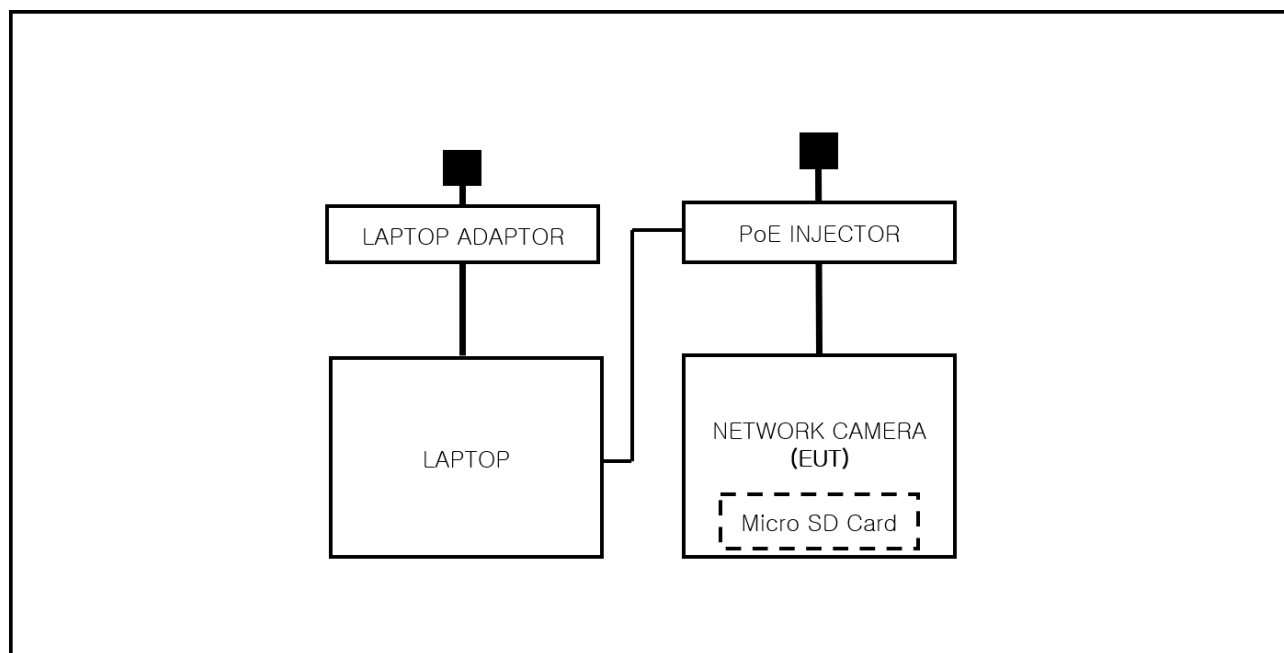 LAPTOP ADAPTOR
PoE INJECTOR
LAPTOP
NETWORK CAMERA
(EUT)
Micro SD Card